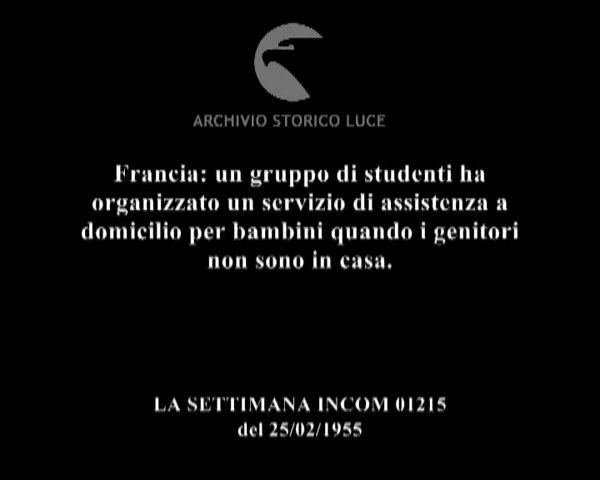 ARCHIVIO STORICO LUCE
Francia: un gruppo di studenti ha
organizzato un servizio di assistenza a
domicilio per bambini quando i genitori
non sono in casa.
LA SETTIMANA INCOM 01215
del 25/02/1955